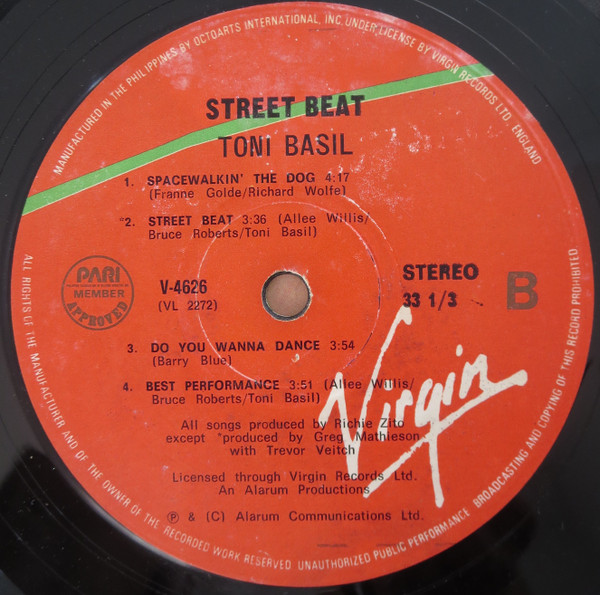 MANUFACTURED IN THE PHILIPPINES BY OCTOARTS INTERNATIONAL, INC. UNDER LICENSE BY VIRGIN RECORDS LTD. ENGLAND
STREET BEAT
TONI BASIL
1. SPACEWALKIN' THE DOG 4:17
(Franne Golde/Richard Wolfe)
*2. STREET BEAT 3:36 (Allee Willis/
Bruce Roberts/Toni Basil)
PARI
MEMBER
APPROVED
V-4626
(VL 2272)
STEREO
33 1/3
B
3. DO YOU WANNA DANCE 3:54
(Barry Blue)
4. BEST PERFORMANCE 3:51 (Allee Willis/
Bruce Roberts/Toni Basil)
All songs produced by Richie Zito
except *produced by Greg Mathieson
with Trevor Veitch
Virgin
Licensed through Virgin Records Ltd.
An Alarum Productions
℗ & (C) Alarum Communications Ltd.
ALL RIGHTS OF THE MANUFACTURER AND OF THE OWNER OF THE RECORDED WORK RESERVED UNAUTHORIZED PUBLIC PERFORMANCE BROADCASTING AND COPYING OF THIS RECORD PROHIBITED